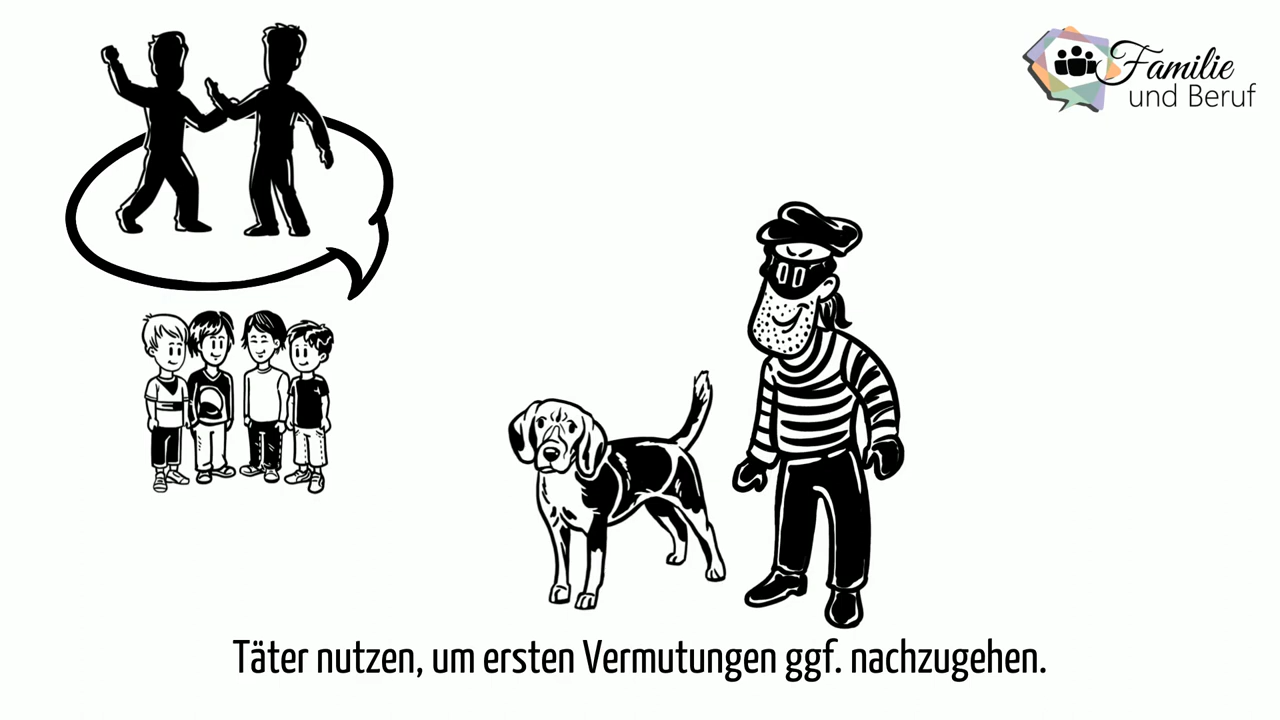 Familie
und Beruf
Täter nutzen, um ersten Vermutungen ggf. nachzugehen.